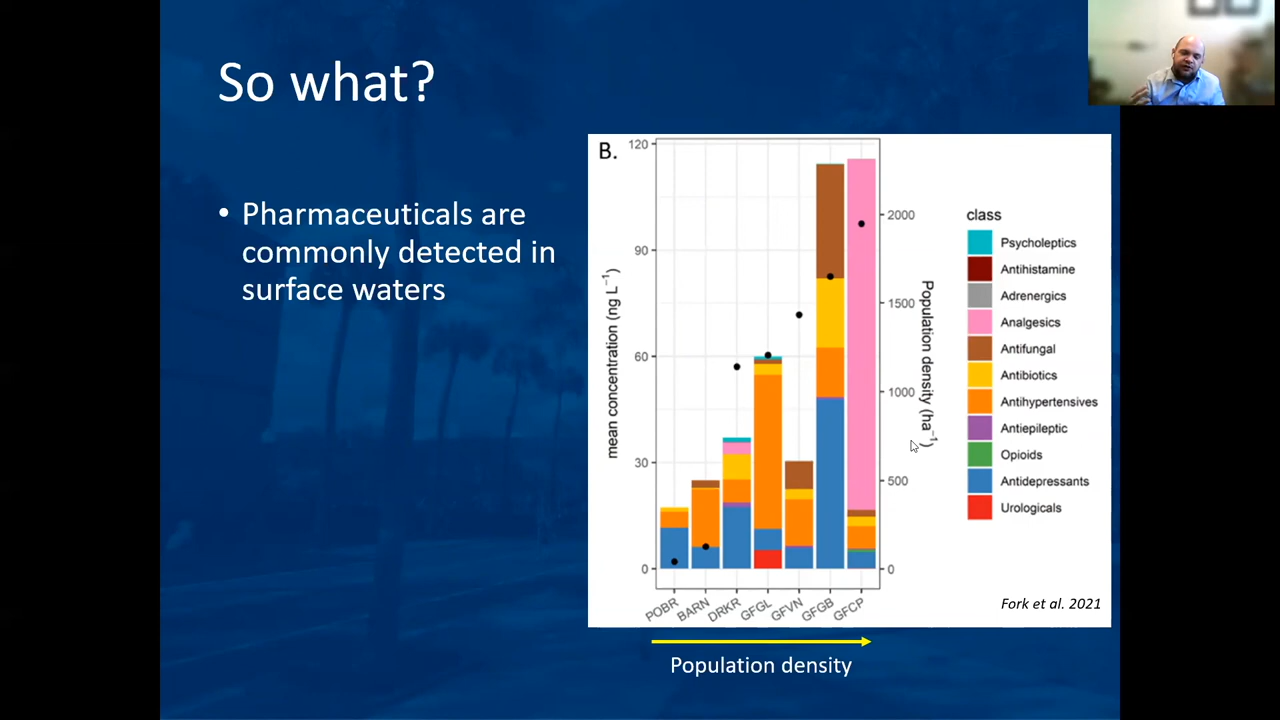 So what?
• Pharmaceuticals are
commonly detected in
surface waters
B.
120
90
60
30
0
mean concentration (ng L⁻¹)
2000
1500
1000
500
0
Population density (ha⁻¹)
POBR
BARN
DRKR
GFGL
GFVN
GFGB
GFCP
class
Psycholeptics
Antihistamine
Adrenergics
Analgesics
Antifungal
Antibiotics
Antihypertensives
Antiepileptic
Opioids
Antidepressants
Urologicals
Fork et al. 2021
Population density